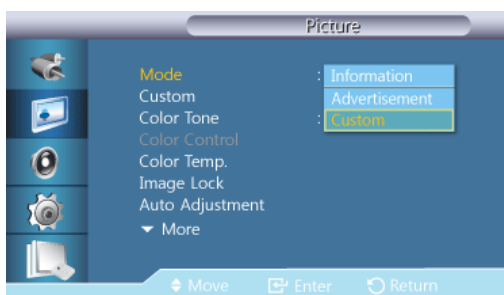 Picture
Mode : Information
Custom Advertisement
Color Tone : Custom
Color Control
Color Temp.
Image Lock
Auto Adjustment
More
Move Enter Return